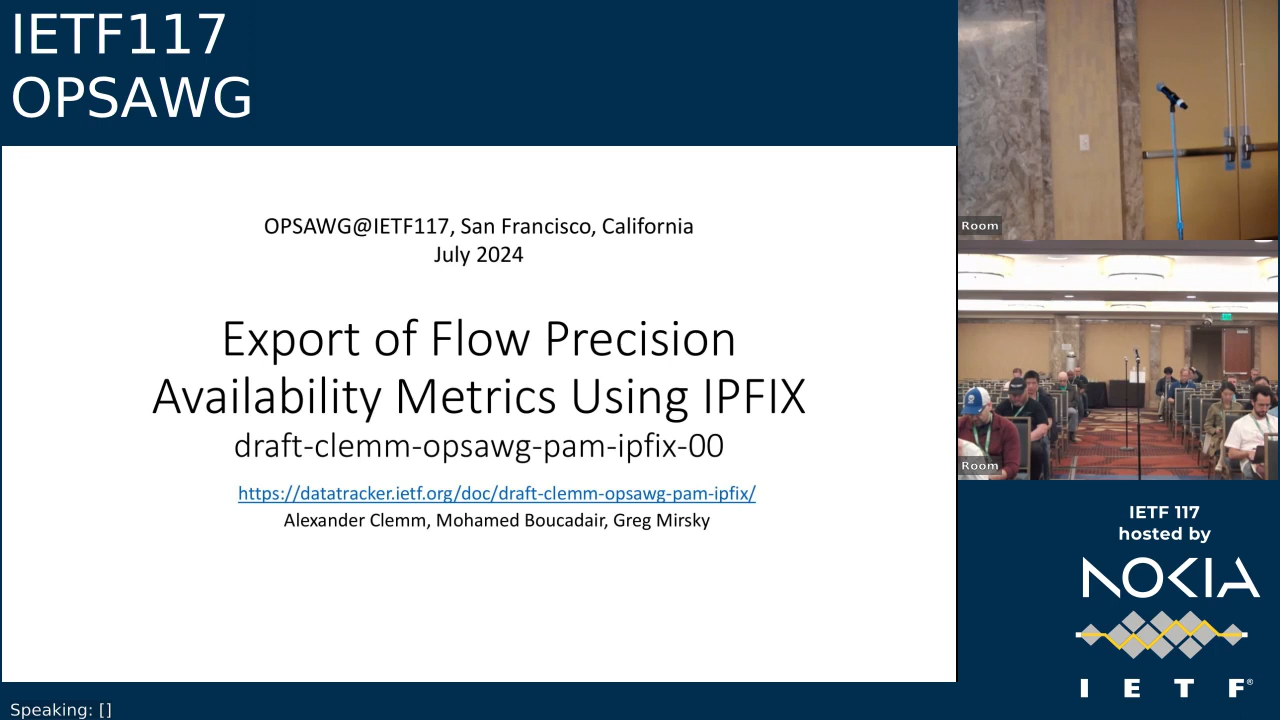 IETF117
OPSAWG
OPSAWG@IETF117, San Francisco, California
July 2024
Export of Flow Precision
Availability Metrics Using IPFIX
draft-clemm-opsawg-pam-ipfix-00
https://datatracker.ietf.org/doc/draft-clemm-opsawg-pam-ipfix/
Alexander Clemm, Mohamed Boucadair, Greg Mirsky
Room
Room
IETF 117
hosted by
NOKIA
I E T F®
Speaking: []